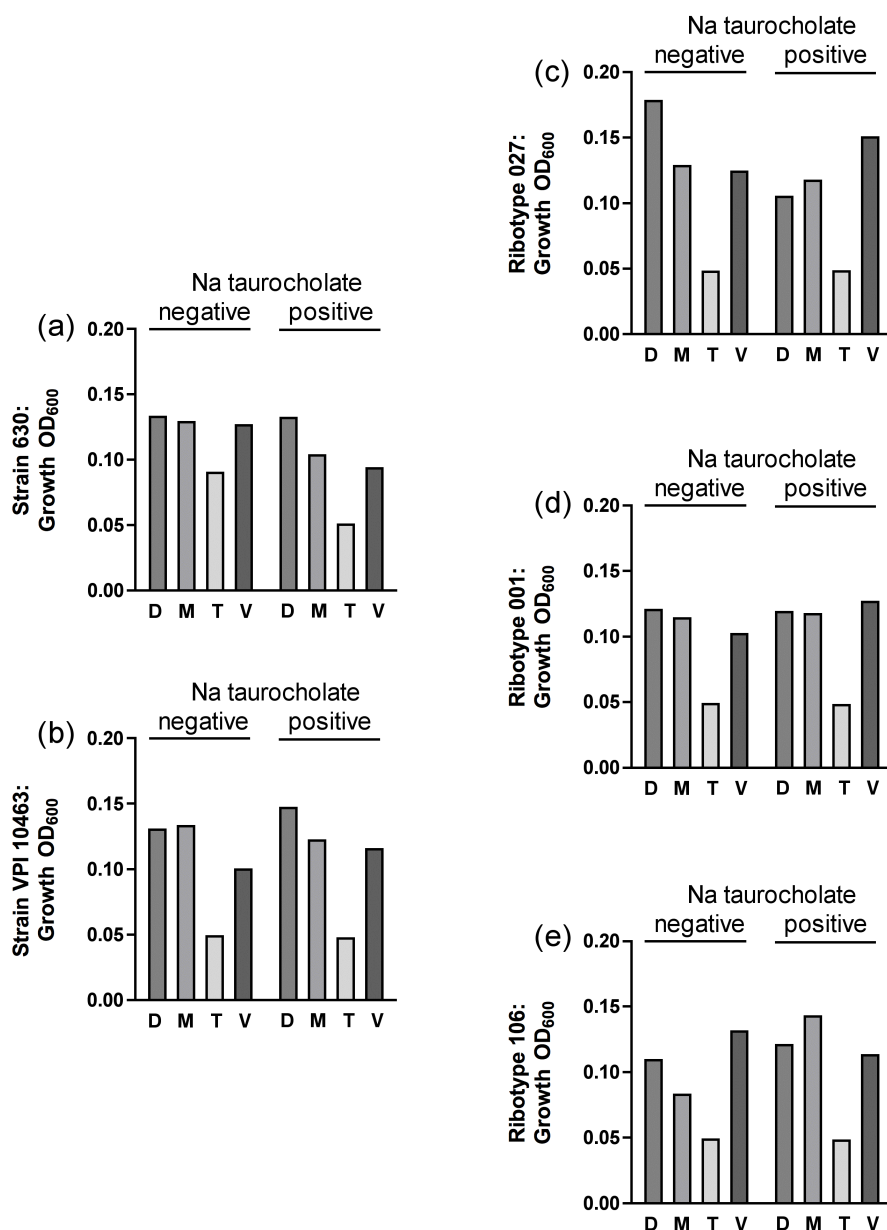 (a)
Na taurocholate
negative positive
Strain 630:
Growth OD600
0.20
0.15
0.10
0.05
0.00
D M T V D M T V
(b)
Na taurocholate
negative positive
Strain VPI 10463:
Growth OD600
0.20
0.15
0.10
0.05
0.00
D M T V D M T V
(c)
Na taurocholate
negative positive
Ribotype 027:
Growth OD600
0.20
0.15
0.10
0.05
0.00
D M T V D M T V
(d)
Na taurocholate
negative positive
Ribotype 001:
Growth OD600
0.20
0.15
0.10
0.05
0.00
D M T V D M T V
(e)
Na taurocholate
negative positive
Ribotype 106:
Growth OD600
0.20
0.15
0.10
0.05
0.00
D M T V D M T V